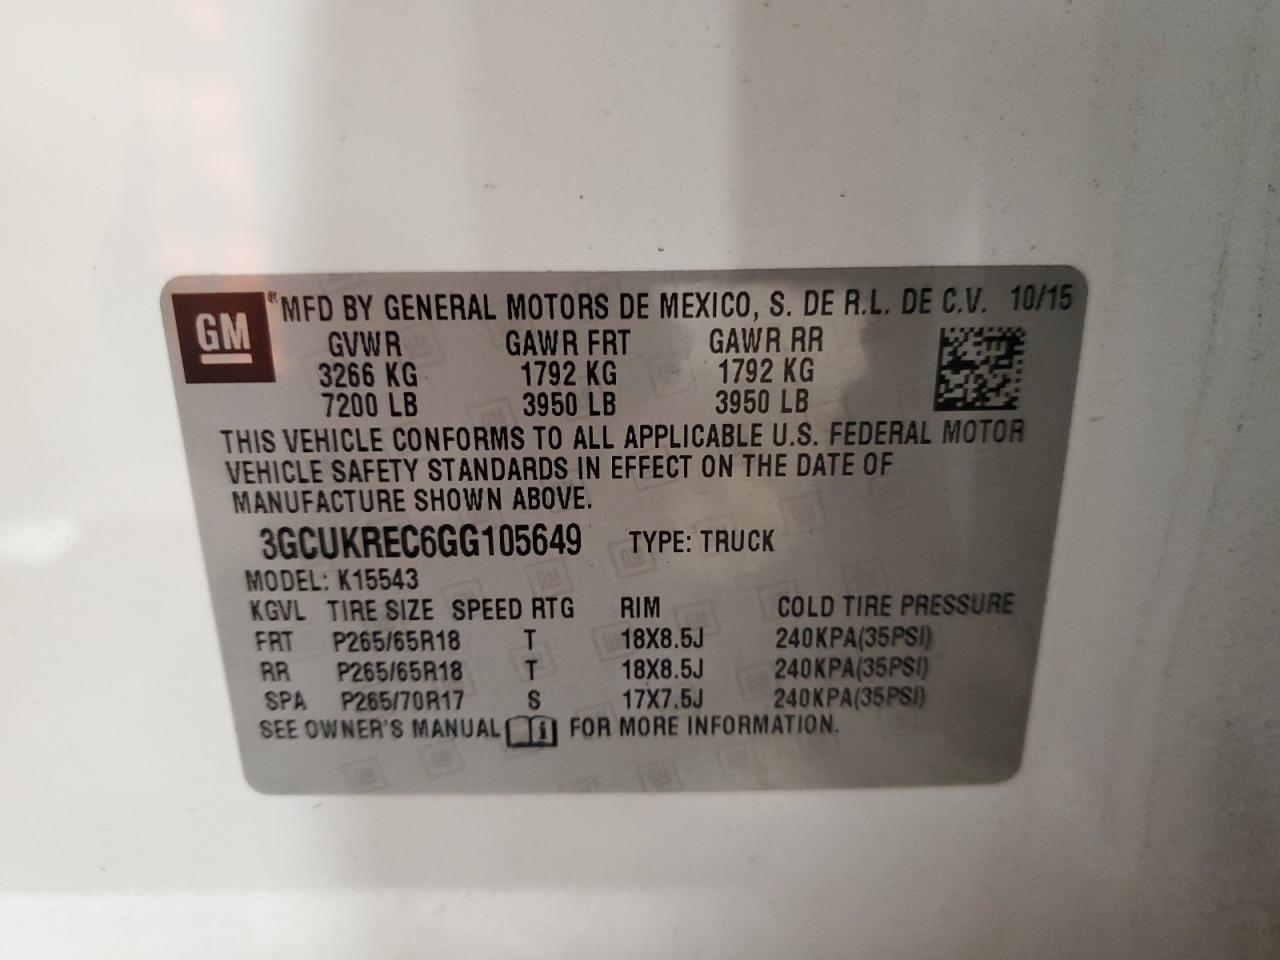 GM
® MFD BY GENERAL MOTORS DE MEXICO, S. DE R.L. DE C.V. 10/15
GVWR GAWR FRT GAWR RR
3266 KG 1792 KG 1792 KG
7200 LB 3950 LB 3950 LB
THIS VEHICLE CONFORMS TO ALL APPLICABLE U.S. FEDERAL MOTOR
VEHICLE SAFETY STANDARDS IN EFFECT ON THE DATE OF
MANUFACTURE SHOWN ABOVE.
3GCUKREC6GG105649 TYPE: TRUCK
MODEL: K15543
KGVL TIRE SIZE SPEED RTG RIM COLD TIRE PRESSURE
FRT P265/65R18 T 18X8.5J 240KPA(35PSI)
RR P265/65R18 T 18X8.5J 240KPA(35PSI)
SPA P265/70R17 S 17X7.5J 240KPA(35PSI)
SEE OWNER'S MANUAL i FOR MORE INFORMATION.